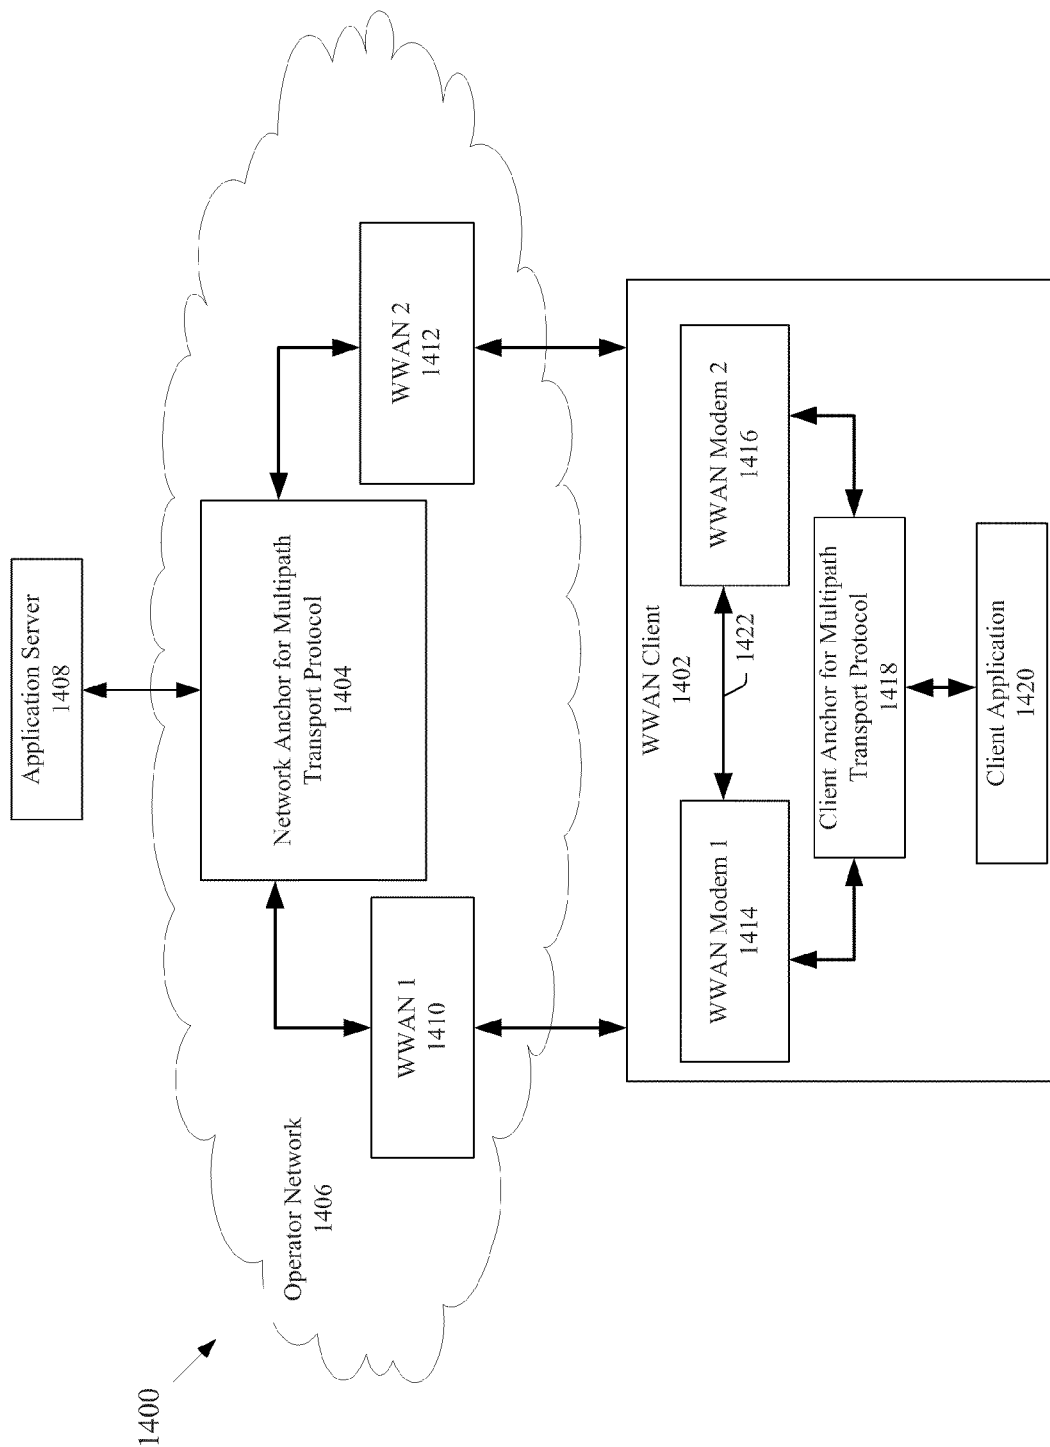 1400
Application Server
1408
Operator Network
1406
Network Anchor for Multipath
Transport Protocol
1404
WWAN 1
1410
WWAN 2
1412
WWAN Client
1402
WWAN Modem 1
1414
1422
WWAN Modem 2
1416
Client Anchor for Multipath
Transport Protocol
1418
Client Application
1420